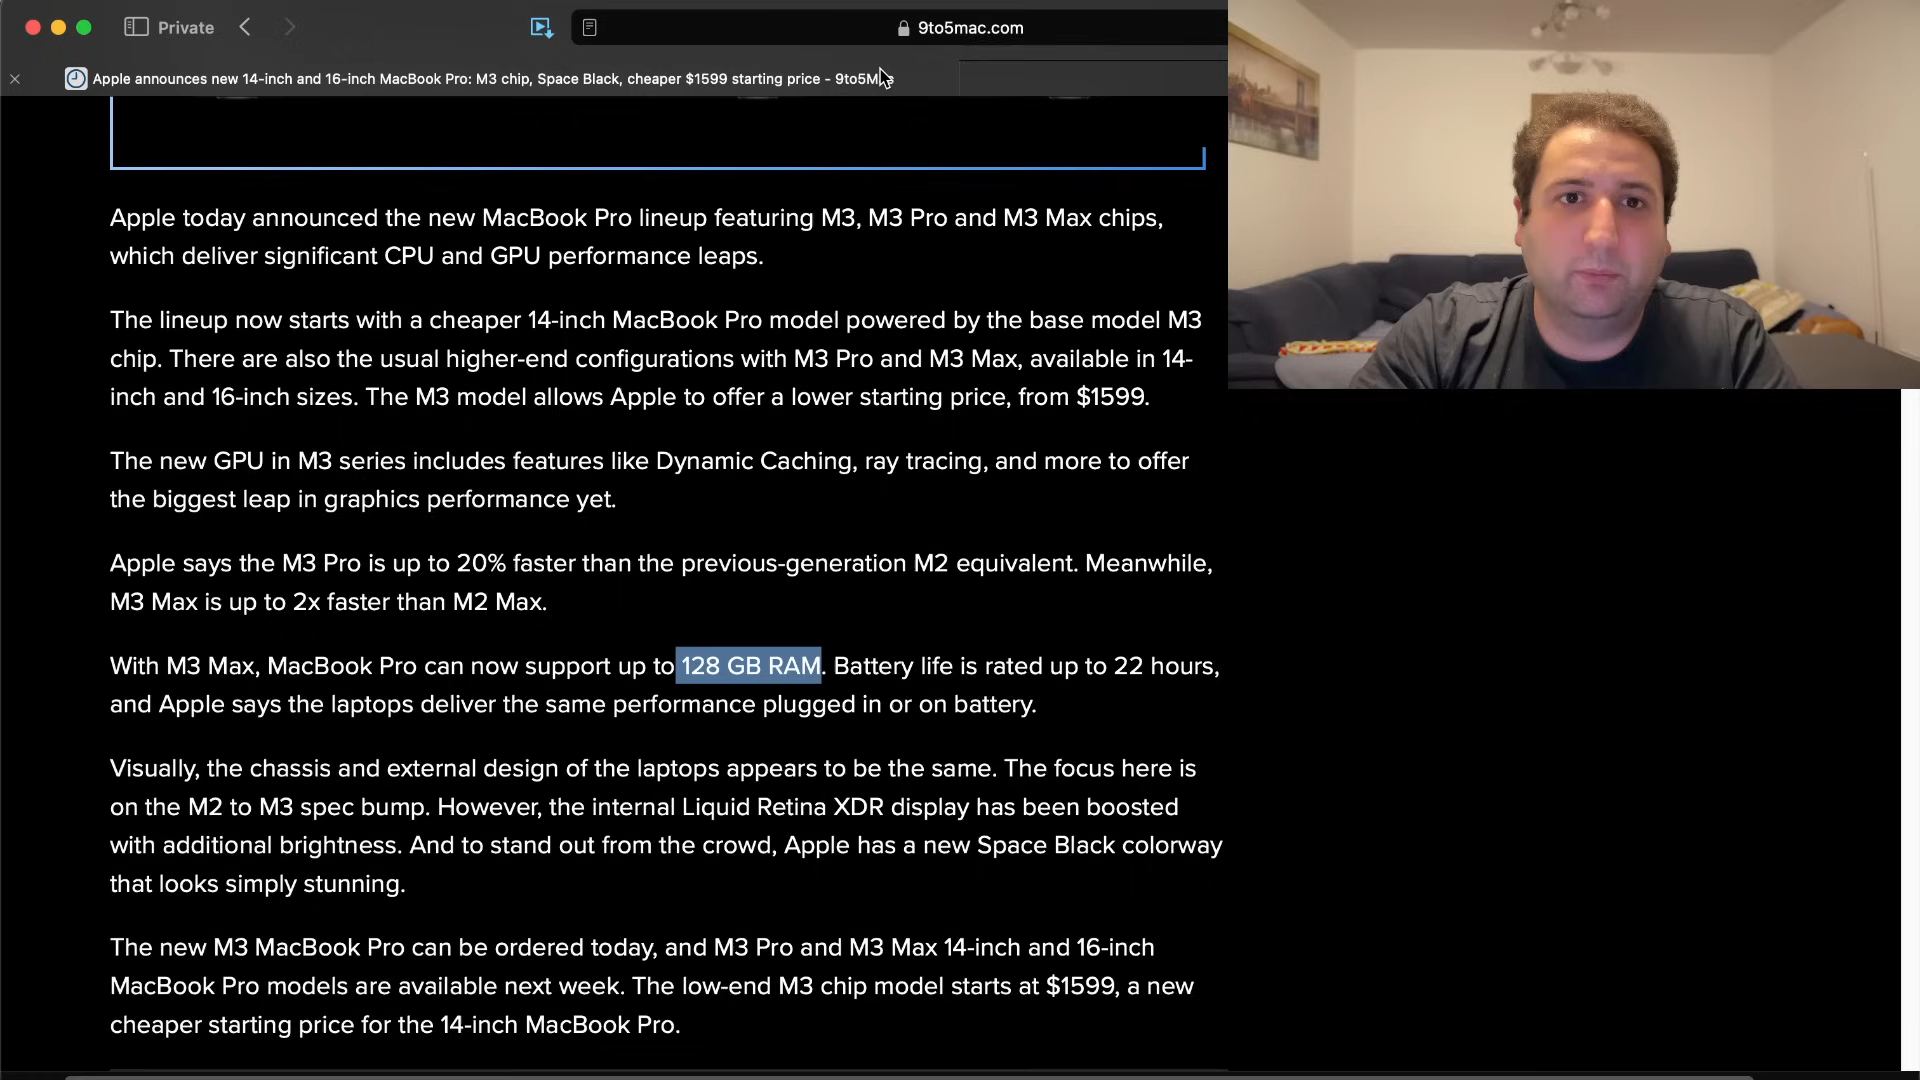 Private
9to5mac.com
Apple announces new 14-inch and 16-inch MacBook Pro: M3 chip, Space Black, cheaper $1599 starting price - 9to5Mac
Apple today announced the new MacBook Pro lineup featuring M3, M3 Pro and M3 Max chips,
which deliver significant CPU and GPU performance leaps.
The lineup now starts with a cheaper 14-inch MacBook Pro model powered by the base model M3
chip. There are also the usual higher-end configurations with M3 Pro and M3 Max, available in 14-
inch and 16-inch sizes. The M3 model allows Apple to offer a lower starting price, from $1599.
The new GPU in M3 series includes features like Dynamic Caching, ray tracing, and more to offer
the biggest leap in graphics performance yet.
Apple says the M3 Pro is up to 20% faster than the previous-generation M2 equivalent. Meanwhile,
M3 Max is up to 2x faster than M2 Max.
With M3 Max, MacBook Pro can now support up to 128 GB RAM. Battery life is rated up to 22 hours,
and Apple says the laptops deliver the same performance plugged in or on battery.
Visually, the chassis and external design of the laptops appears to be the same. The focus here is
on the M2 to M3 spec bump. However, the internal Liquid Retina XDR display has been boosted
with additional brightness. And to stand out from the crowd, Apple has a new Space Black colorway
that looks simply stunning.
The new M3 MacBook Pro can be ordered today, and M3 Pro and M3 Max 14-inch and 16-inch
MacBook Pro models are available next week. The low-end M3 chip model starts at $1599, a new
cheaper starting price for the 14-inch MacBook Pro.